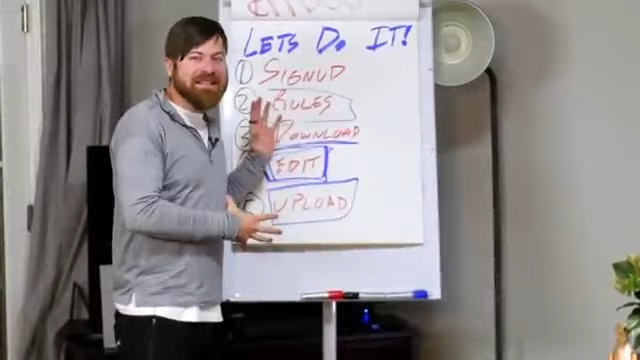 LETS DO IT!
① SIGNUP
② RULES
③ DOWNLOAD
EDIT
UPLOAD